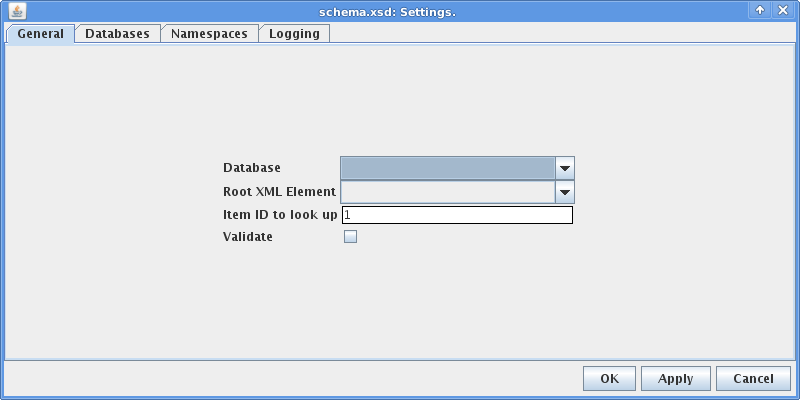 schema.xsd: Settings.
General Databases Namespaces Logging
Database
Root XML Element
Item ID to look up 1
Validate
OK Apply Cancel